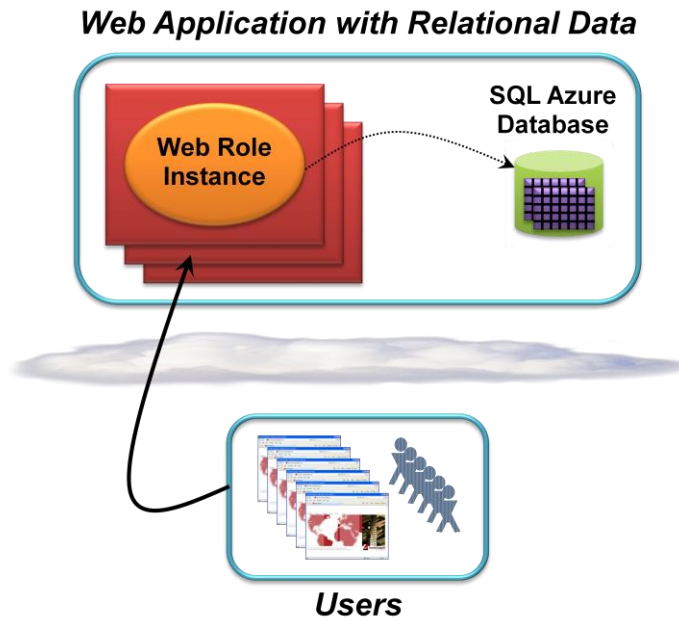 Web Application with Relational Data
SQL Azure
Database
Web Role
Instance
Users